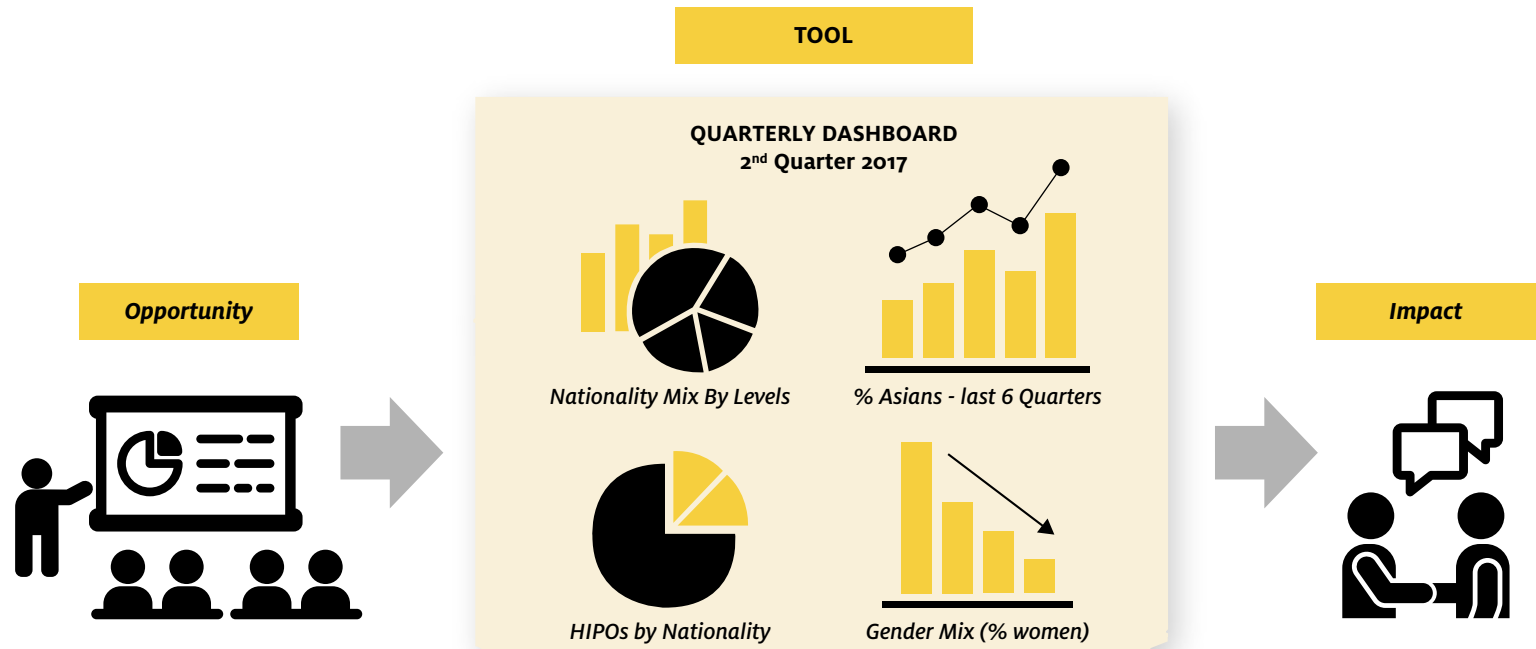 TOOL
QUARTERLY DASHBOARD
2nd Quarter 2017
Opportunity
Impact
Nationality Mix By Levels
% Asians - last 6 Quarters
HIPOs by Nationality
Gender Mix (% women)